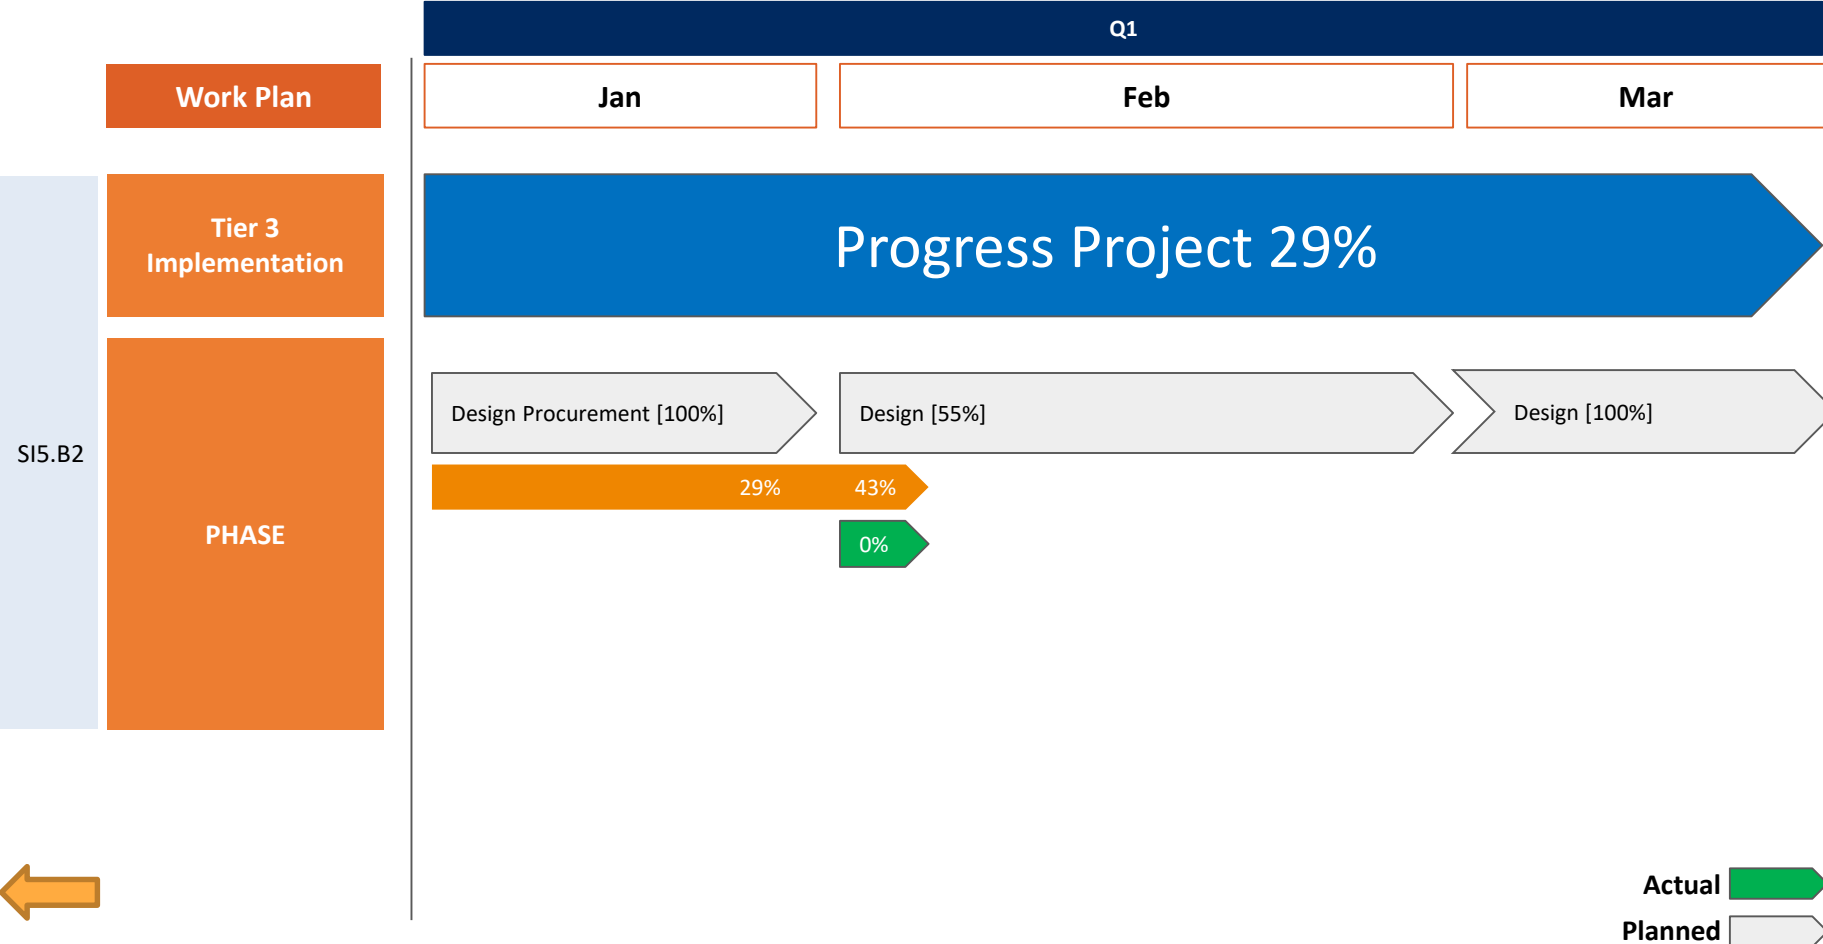 Q1
Work Plan
Jan
Feb
Mar
Tier 3
Implementation
Progress Project 29%
SI5.B2
PHASE
Design Procurement [100%]
Design [55%]
Design [100%]
29%
43%
0%
Actual
Planned